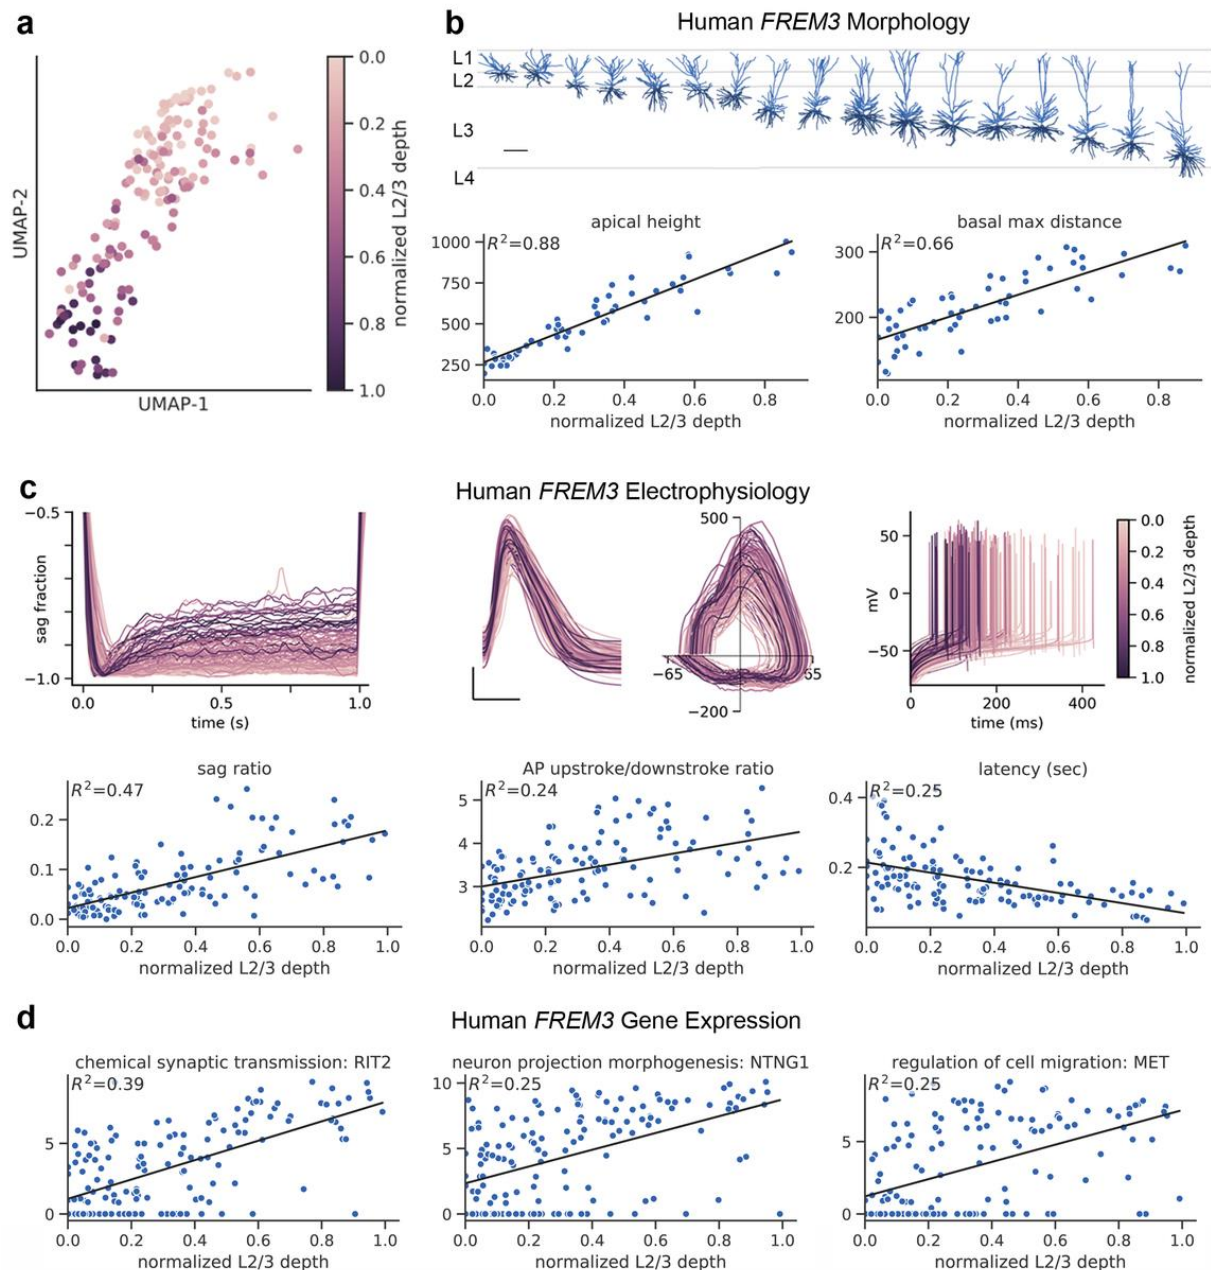 a
UMAP-2
UMAP-1
0.0
0.2
0.4
0.6
0.8
1.0
normalized L2/3 depth
b
Human FREM3 Morphology
L1
L2
L3
L4
apical height
R²=0.88
1000
750
500
250
0.0 0.2 0.4 0.6 0.8
normalized L2/3 depth
basal max distance
R²=0.66
300
200
0.0 0.2 0.4 0.6 0.8
normalized L2/3 depth
c
Human FREM3 Electrophysiology
−0.5
−1.0
sag fraction
0.0 0.5 1.0
time (s)
500
−65
65
−200
50
0
−50
mV
0 200 400
time (ms)
0.0
0.2
0.4
0.6
0.8
1.0
normalized L2/3 depth
sag ratio
R²=0.47
0.2
0.1
0.0
0.0 0.2 0.4 0.6 0.8 1.0
normalized L2/3 depth
AP upstroke/downstroke ratio
R²=0.24
5
4
3
0.0 0.2 0.4 0.6 0.8 1.0
normalized L2/3 depth
latency (sec)
R²=0.25
0.4
0.2
0.0 0.2 0.4 0.6 0.8 1.0
normalized L2/3 depth
d
Human FREM3 Gene Expression
chemical synaptic transmission: RIT2
R²=0.39
5
0
0.0 0.2 0.4 0.6 0.8 1.0
normalized L2/3 depth
neuron projection morphogenesis: NTNG1
R²=0.25
10
5
0
0.0 0.2 0.4 0.6 0.8 1.0
normalized L2/3 depth
regulation of cell migration: MET
R²=0.25
5
0
0.0 0.2 0.4 0.6 0.8 1.0
normalized L2/3 depth